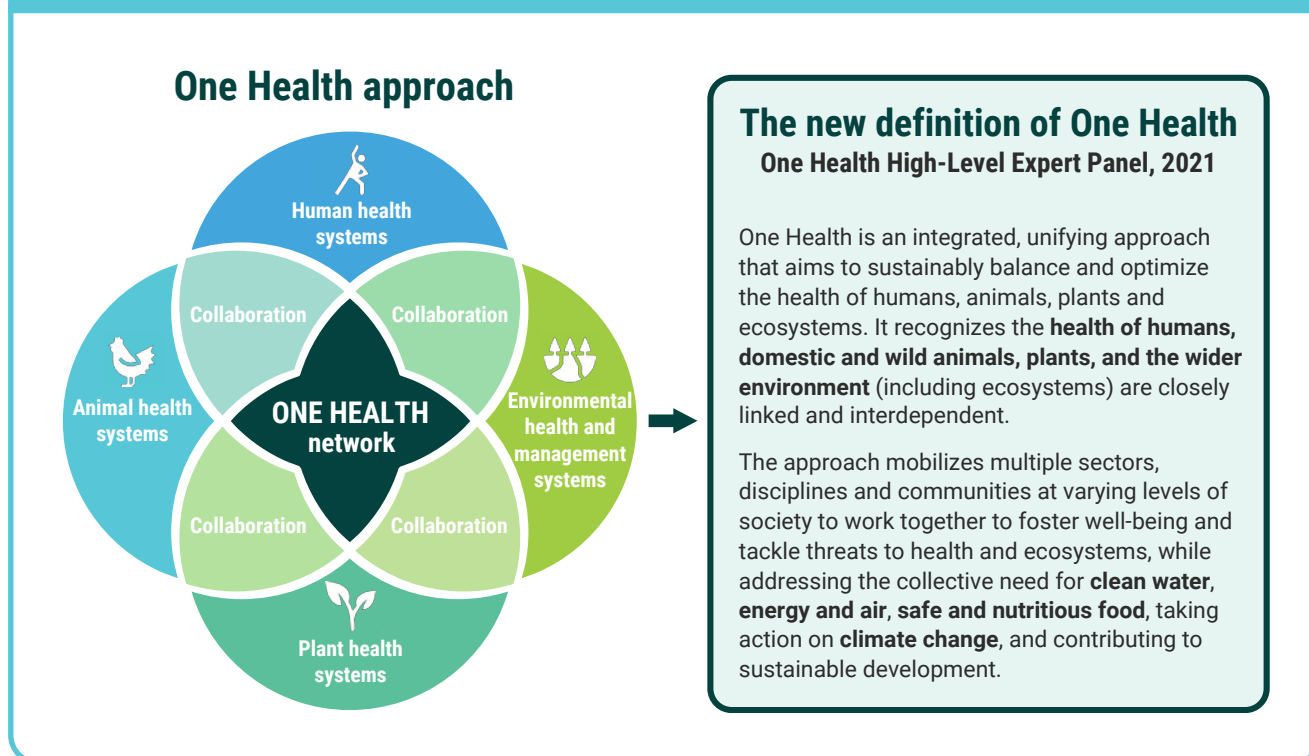 One Health approach
Human health
systems
Collaboration
Collaboration
Animal health
systems
ONE HEALTH
network
Environmental
health and
management
systems
Collaboration
Collaboration
Plant health
systems
The new definition of One Health
One Health High-Level Expert Panel, 2021
One Health is an integrated, unifying approach
that aims to sustainably balance and optimize
the health of humans, animals, plants and
ecosystems. It recognizes the health of humans,
domestic and wild animals, plants, and the wider
environment (including ecosystems) are closely
linked and interdependent.
The approach mobilizes multiple sectors,
disciplines and communities at varying levels of
society to work together to foster well-being and
tackle threats to health and ecosystems, while
addressing the collective need for clean water,
energy and air, safe and nutritious food, taking
action on climate change, and contributing to
sustainable development.